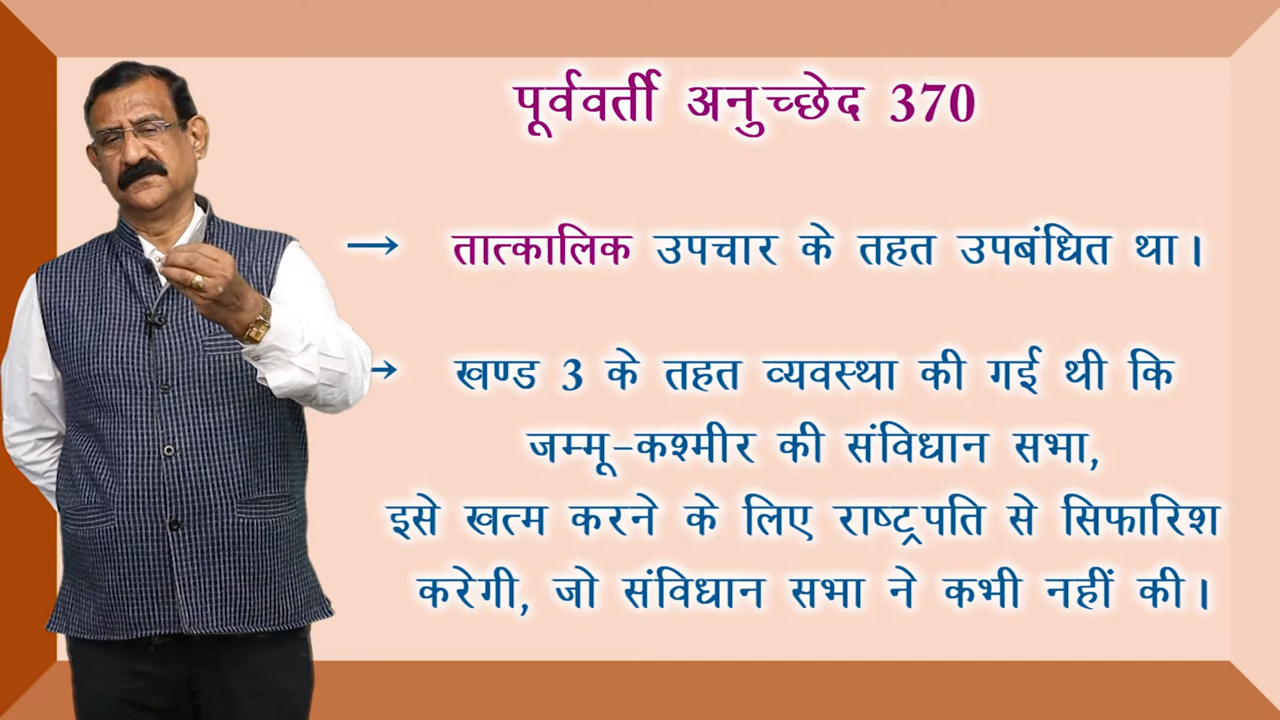 पूर्ववर्ती अनुच्छेद 370
→ तात्कालिक उपचार के तहत उपबंधित था।
→ खण्ड 3 के तहत व्यवस्था की गई थी कि
जम्मू-कश्मीर की संविधान सभा,
इसे खत्म करने के लिए राष्ट्रपति से सिफारिश
करेगी, जो संविधान सभा ने कभी नहीं की।